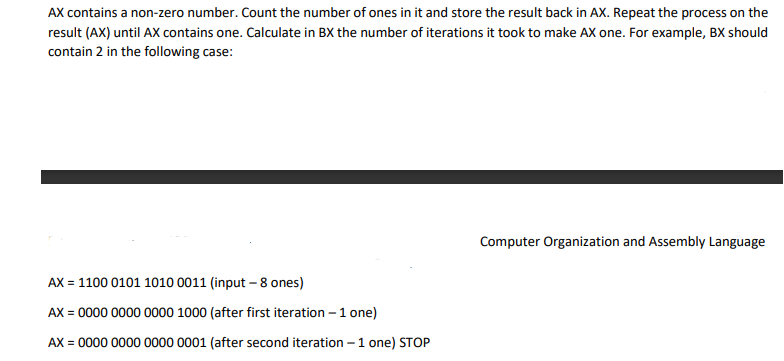 AX contains a non-zero number. Count the number of ones in it and store the result back in AX. Repeat the process on the
result (AX) until AX contains one. Calculate in BX the number of iterations it took to make AX one. For example, BX should
contain 2 in the following case:
Computer Organization and Assembly Language
AX = 1100 0101 1010 0011 (input – 8 ones)
AX = 0000 0000 0000 1000 (after first iteration – 1 one)
AX = 0000 0000 0000 0001 (after second iteration – 1 one) STOP